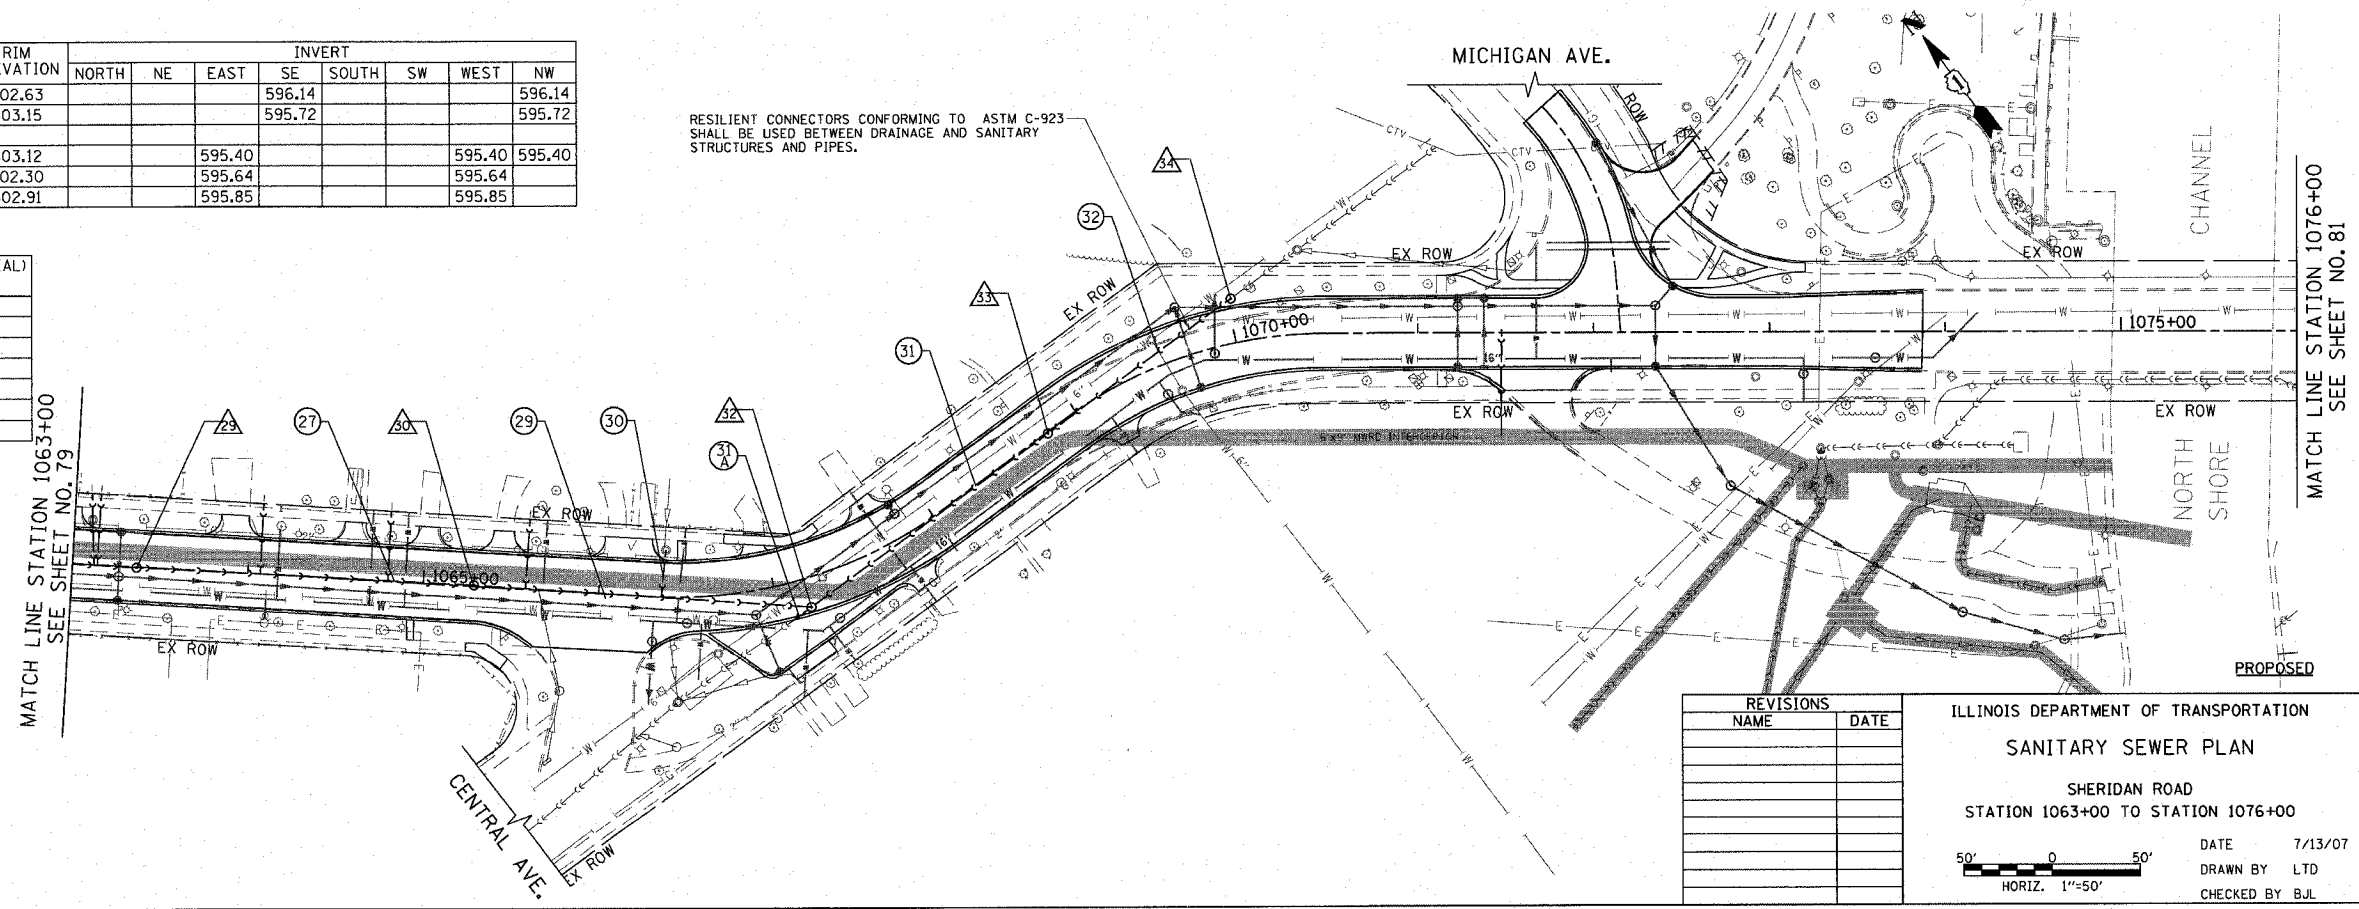 RIM
INVERT
VATION NORTH NE EAST SE SOUTH SW WEST NW
02.63 596.14 596.14
03.15 595.72 595.72
03.12 595.40 595.40 595.40
02.30 595.64 595.64
02.91 595.85 595.85
AL)
RESILIENT CONNECTORS CONFORMING TO ASTM C-923
SHALL BE USED BETWEEN DRAINAGE AND SANITARY
STRUCTURES AND PIPES.
MICHIGAN AVE.
ROW
CTV
CTV
34
32
33
31
32
31
A
30
29
30
27
29
EX ROW
EX ROW
EX ROW
EX ROW
EX ROW
EX ROW
EX ROW
EX ROW
1065+00
1070+00
1075+00
16"
6'X9' MWRD INTERCEPTOR
CHANNEL
NORTH
SHORE
MATCH LINE STATION 1063+00
SEE SHEET NO. 79
MATCH LINE STATION 1076+00
SEE SHEET NO. 81
CENTRAL AVE.
PROPOSED
REVISIONS
NAME DATE
ILLINOIS DEPARTMENT OF TRANSPORTATION
SANITARY SEWER PLAN
SHERIDAN ROAD
STATION 1063+00 TO STATION 1076+00
50' 0 50'
HORIZ. 1"=50'
DATE 7/13/07
DRAWN BY LTD
CHECKED BY BJL